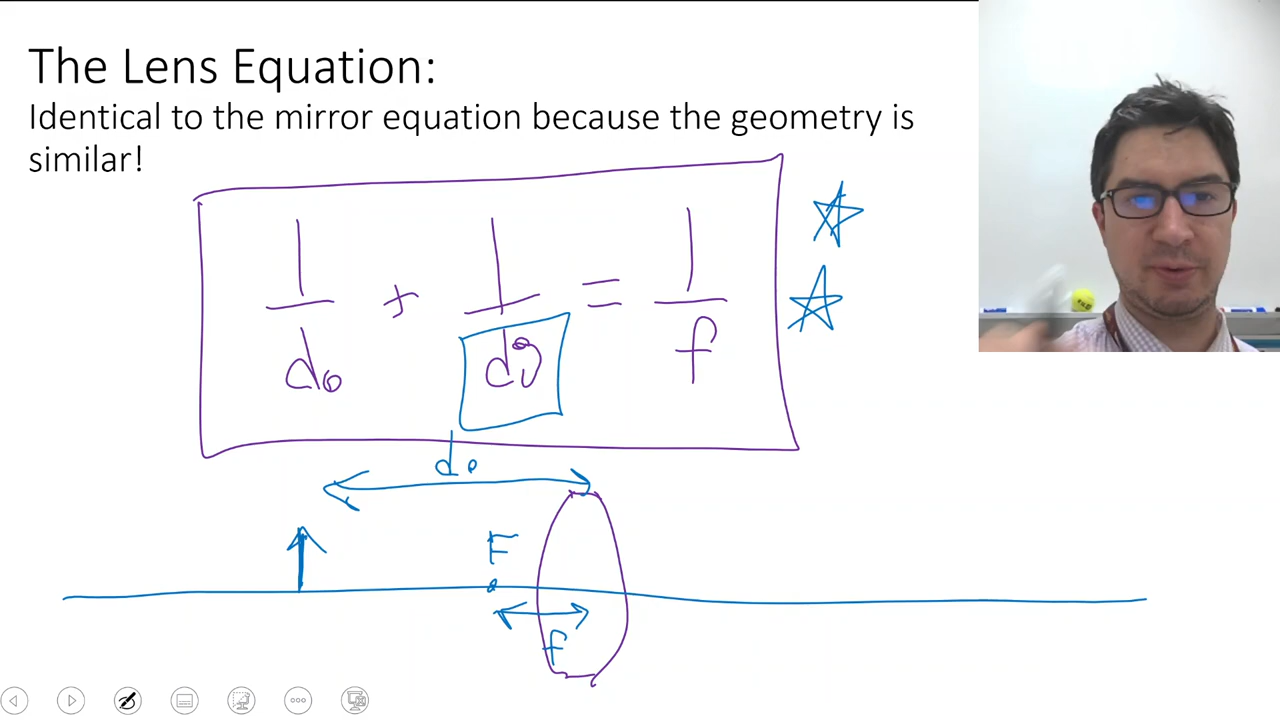 The Lens Equation:
Identical to the mirror equation because the geometry is
similar!
1/do + 1/di = 1/f
do
F
f